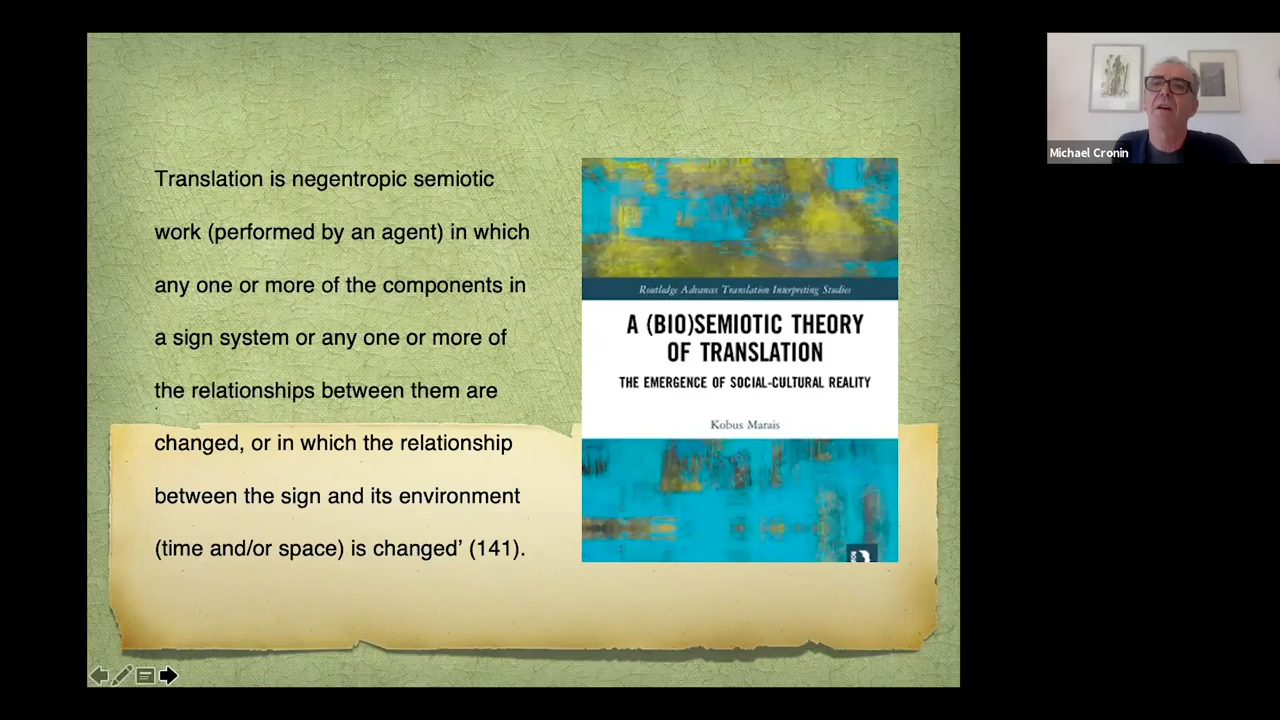 Translation is negentropic semiotic
work (performed by an agent) in which
any one or more of the components in
a sign system or any one or more of
the relationships between them are
changed, or in which the relationship
between the sign and its environment
(time and/or space) is changed’ (141).
Routledge Advances Translation Interpreting Studies
A (BIO)SEMIOTIC THEORY
OF TRANSLATION
THE EMERGENCE OF SOCIAL-CULTURAL REALITY
Kobus Marais
Michael Cronin